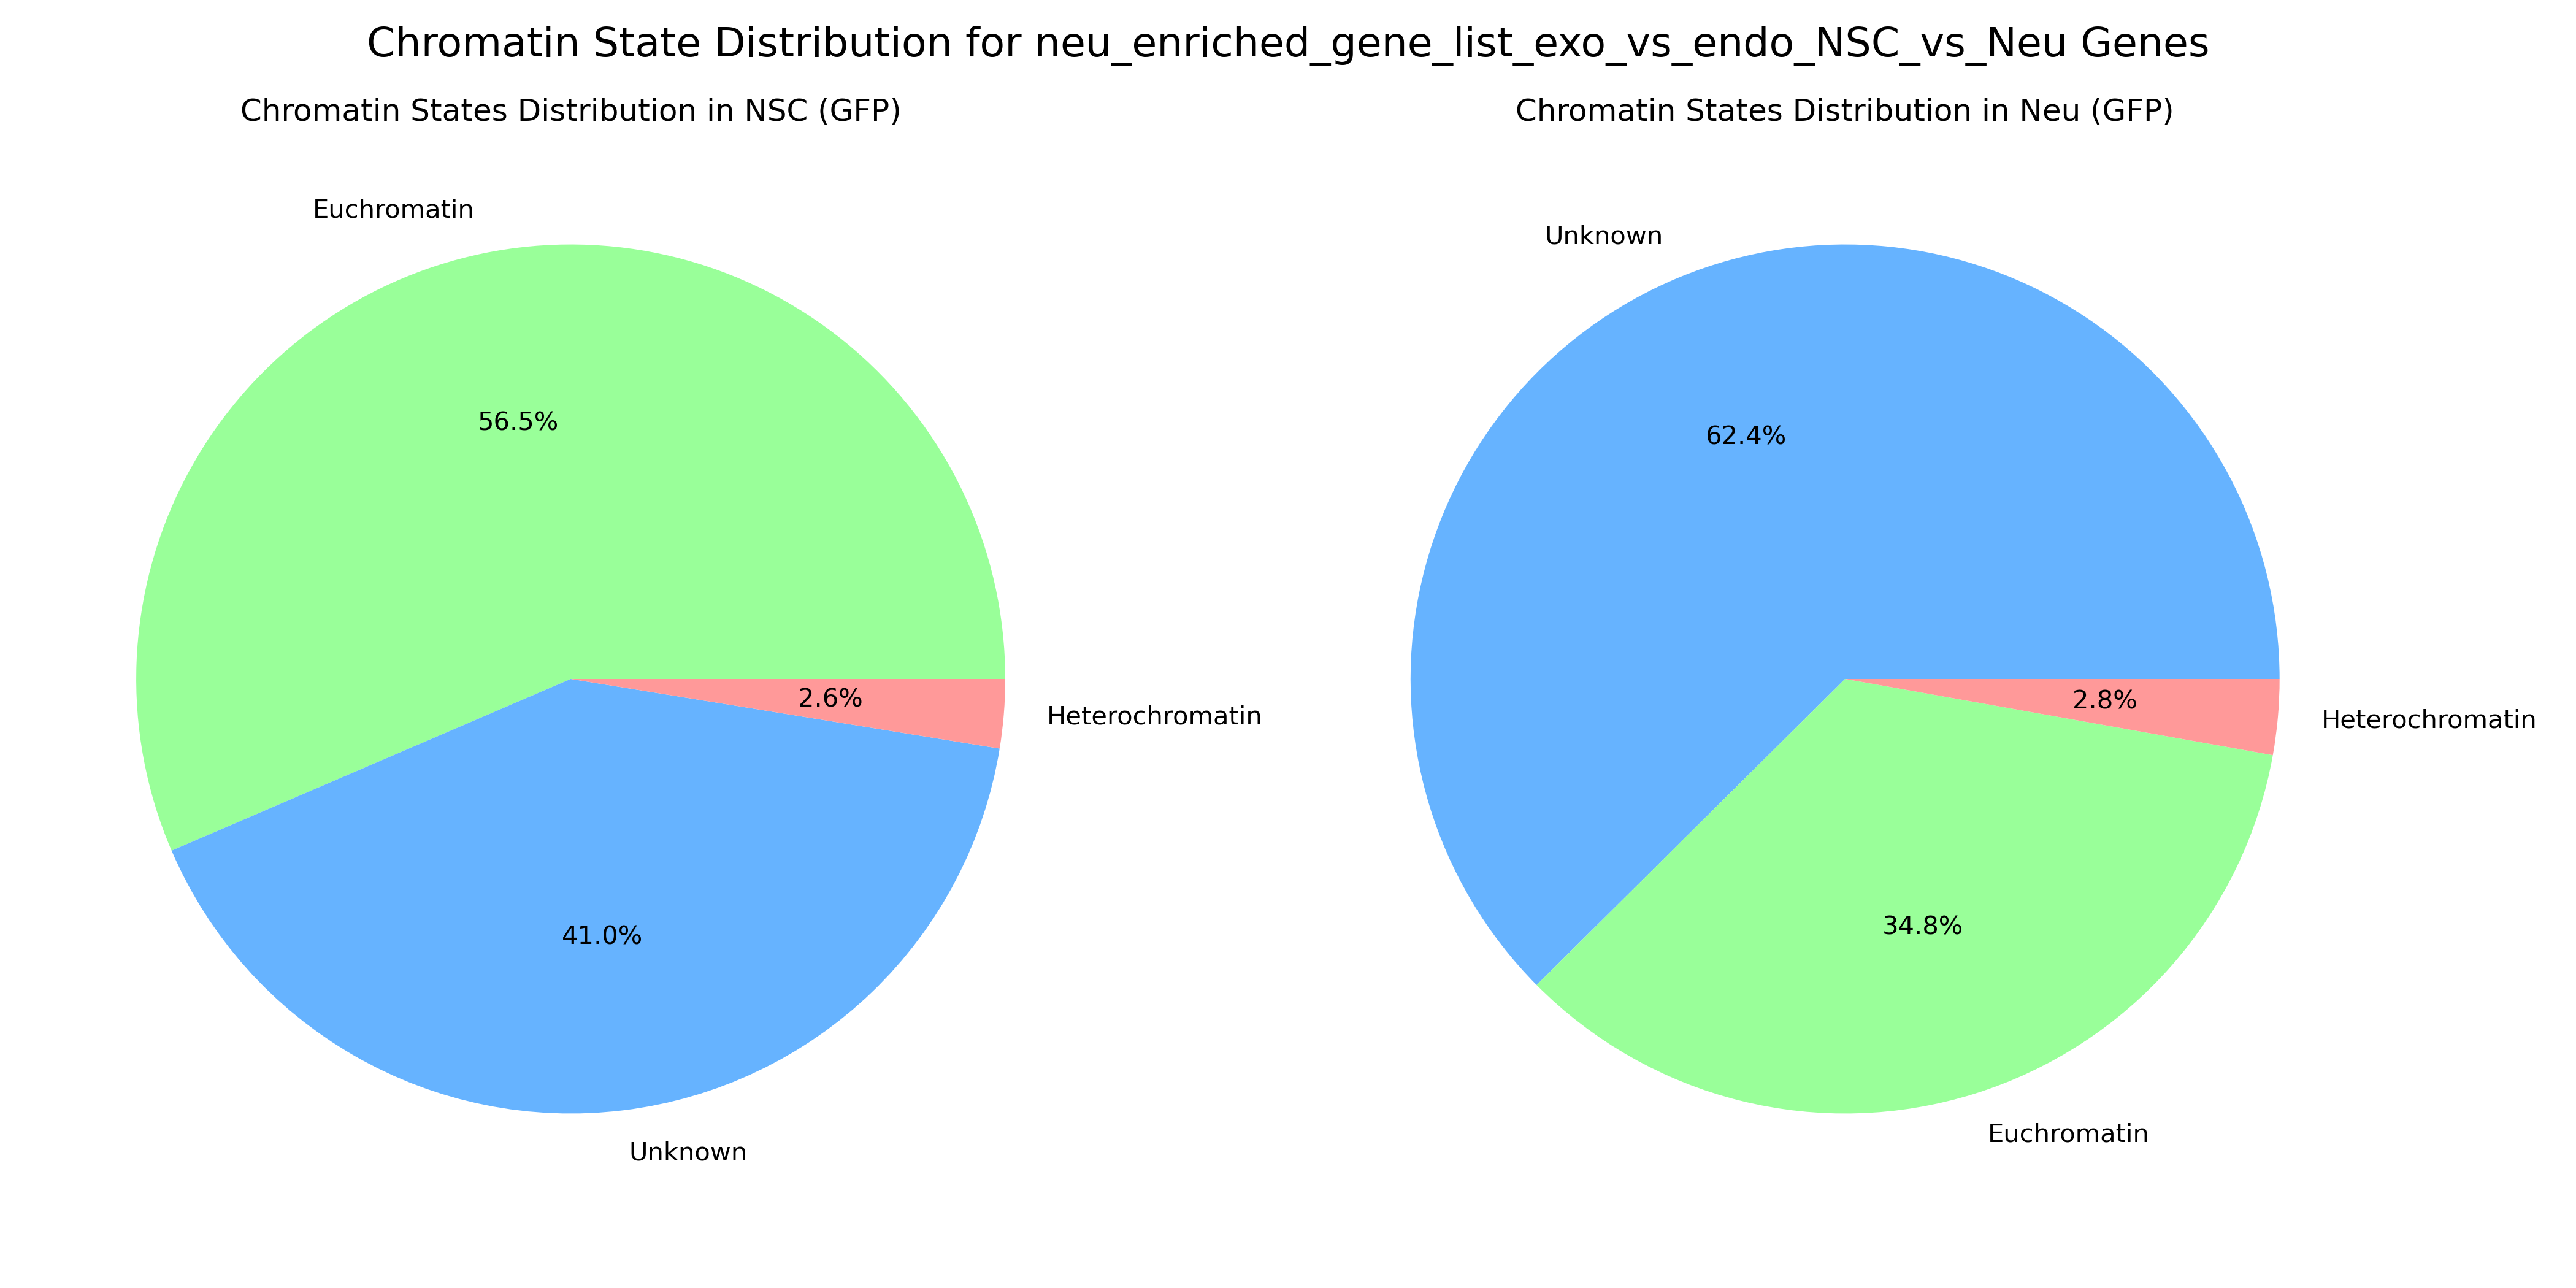 Chromatin State Distribution for neu_enriched_gene_list_exo_vs_endo_NSC_vs_Neu Genes
Chromatin States Distribution in NSC (GFP)
Euchromatin
56.5%
2.6%
Heterochromatin
41.0%
Unknown
Chromatin States Distribution in Neu (GFP)
Unknown
62.4%
2.8%
Heterochromatin
34.8%
Euchromatin